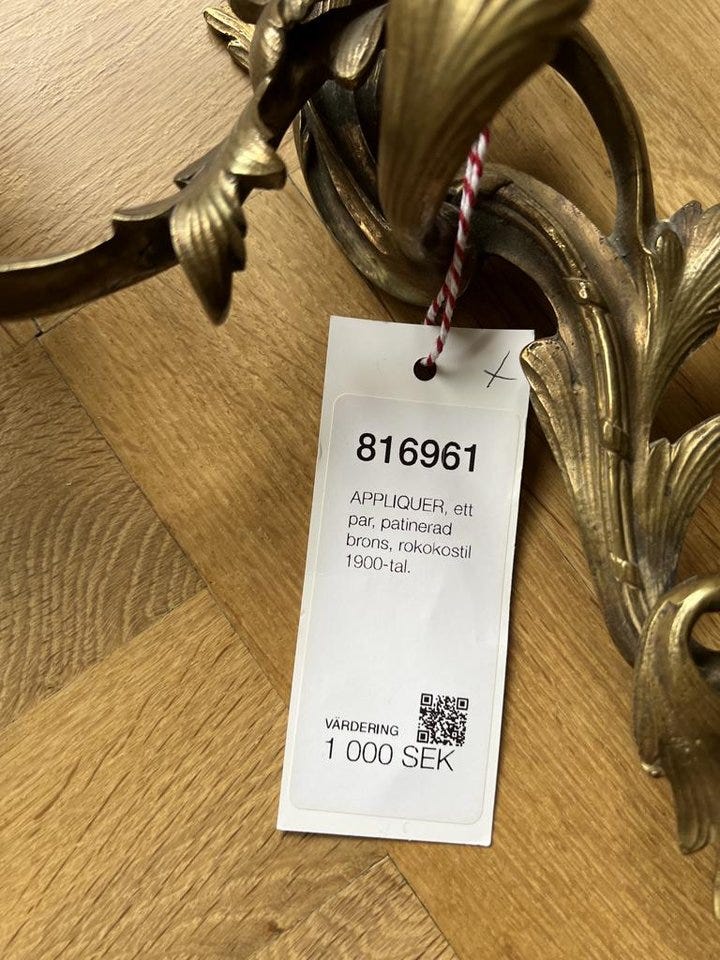 816961
APPLIQUER, ett
par, patinerad
brons, rokokostil
1900-tal.
VÄRDERING
1 000 SEK